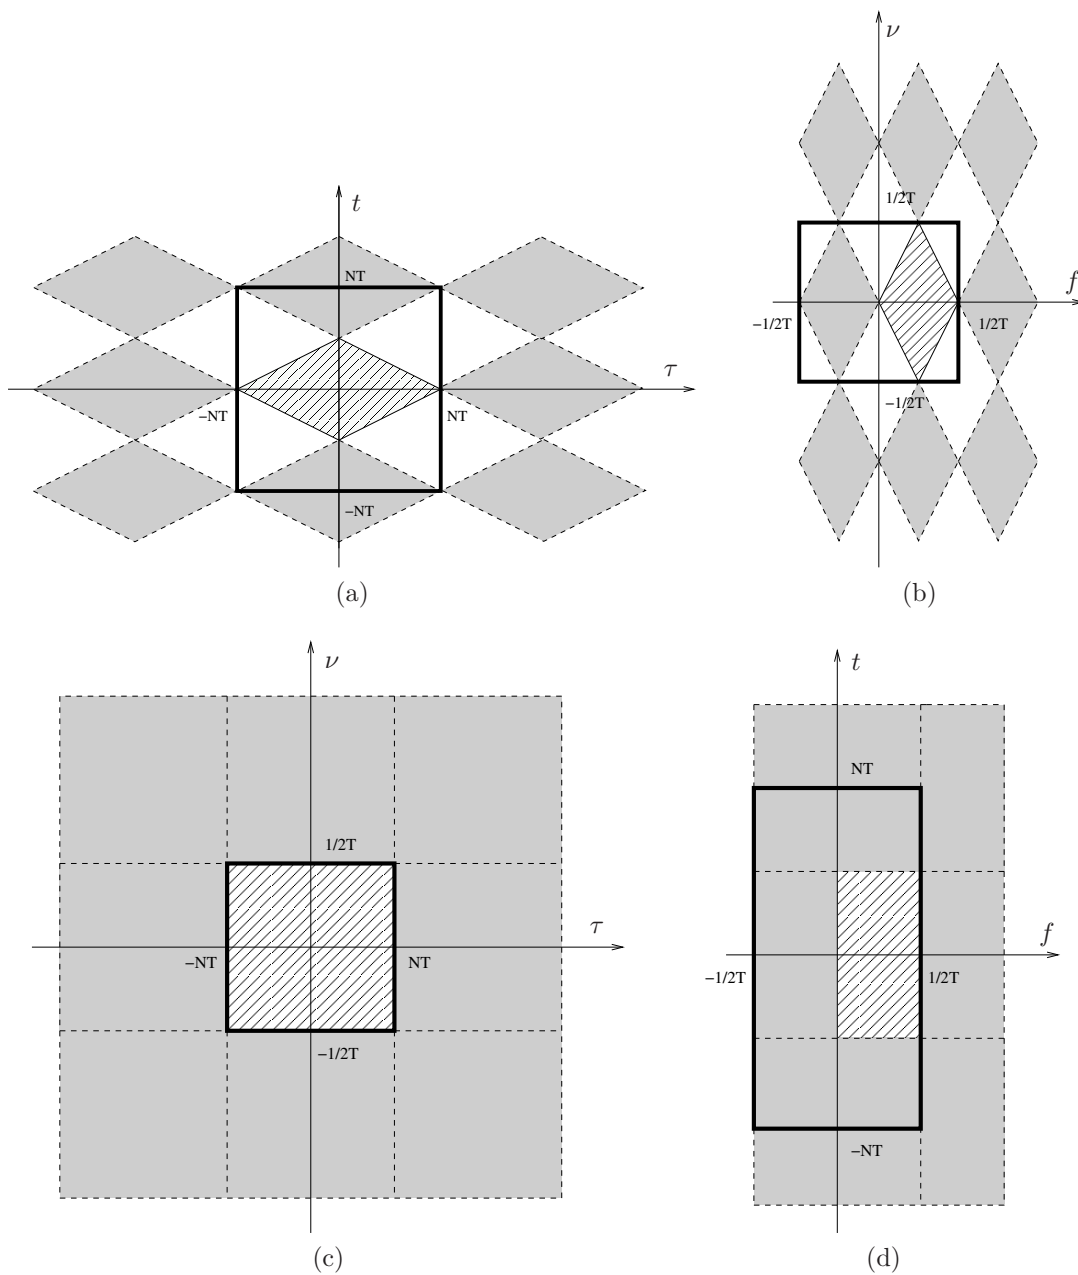 ν
t
1/2T
NT
f
−1/2T
1/2T
τ
−NT
NT
−1/2T
−NT
(a)
(b)
ν
t
NT
1/2T
τ
f
−NT
NT
−1/2T
1/2T
−1/2T
−NT
(c)
(d)